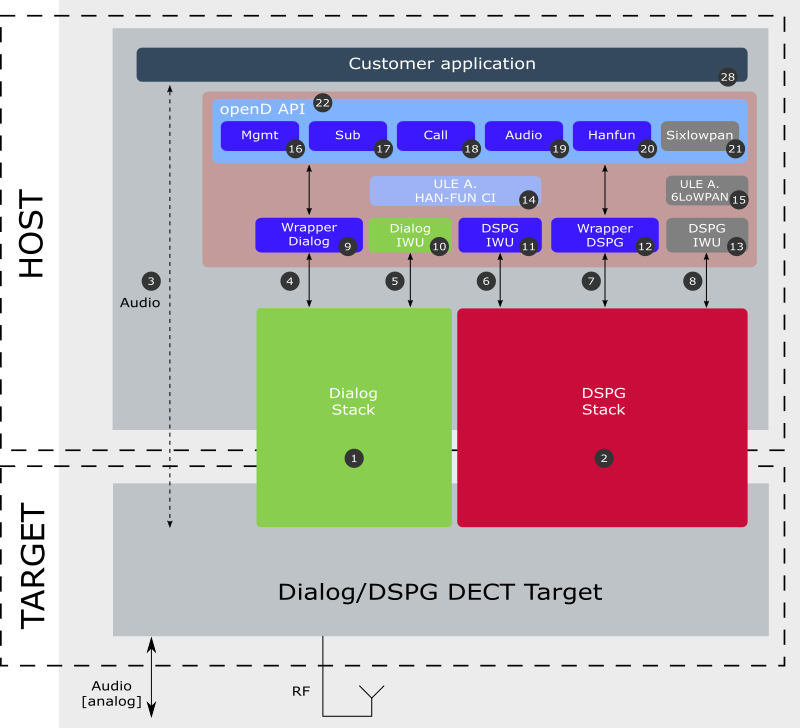 Customer application
28
openD API
22
Mgmt
16
Sub
17
Call
18
Audio
19
Hanfun
20
Sixlowpan
21
ULE A.
HAN-FUN CI
14
ULE A.
6LoWPAN
15
Wrapper
Dialog
9
Dialog
IWU
10
DSPG
IWU
11
Wrapper
DSPG
12
DSPG
IWU
13
3
Audio
4
5
6
7
8
HOST
Dialog
Stack
1
DSPG
Stack
2
TARGET
Dialog/DSPG DECT Target
Audio
[analog]
RF